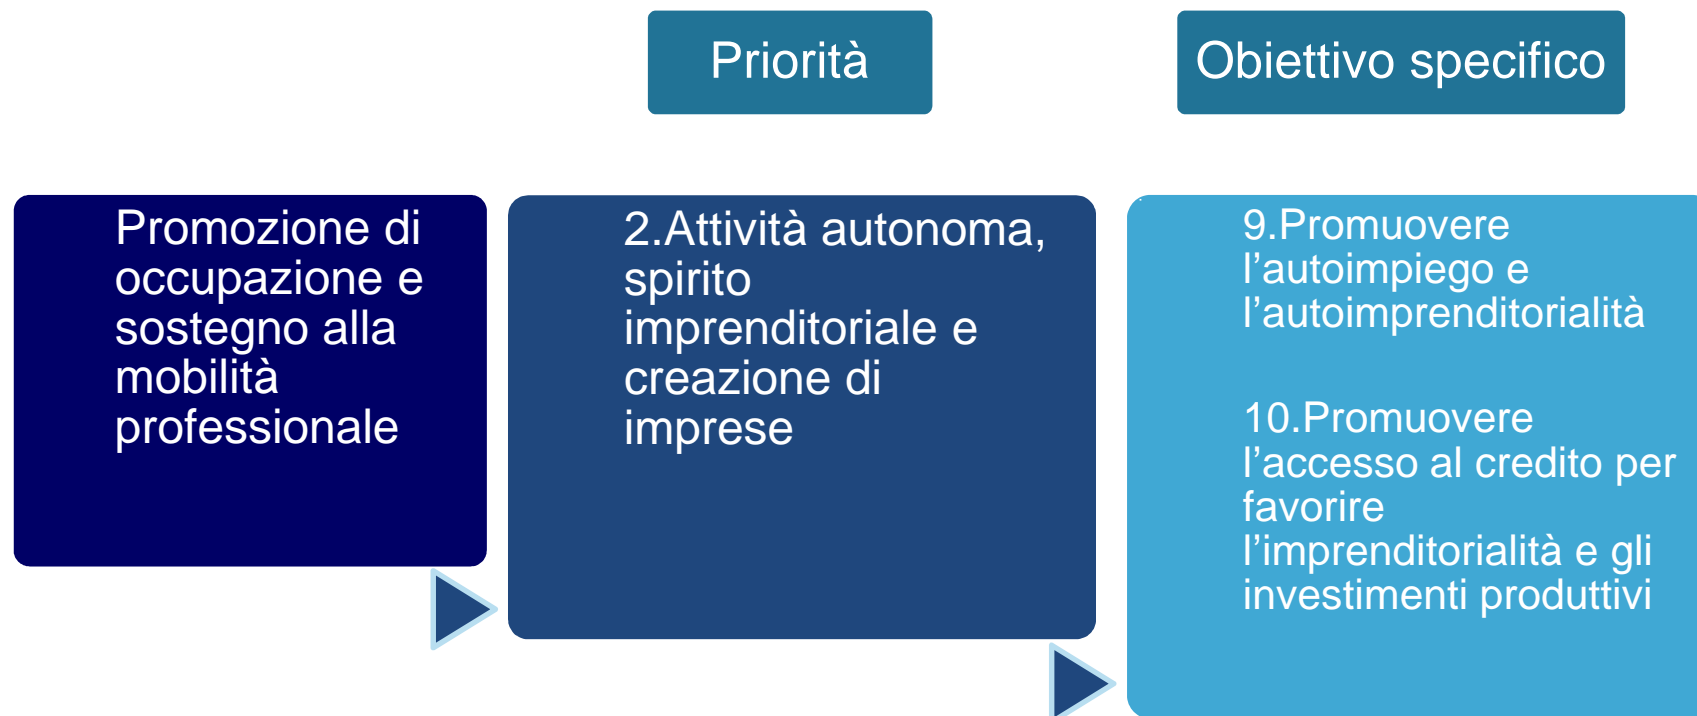 Priorità
Obiettivo specifico
Promozione di
occupazione e
sostegno alla
mobilità
professionale
2.Attività autonoma,
spirito
imprenditoriale e
creazione di
imprese
9.Promuovere
l’autoimpiego e
l’autoimprenditorialità
10.Promuovere
l’accesso al credito per
favorire
l’imprenditorialità e gli
investimenti produttivi